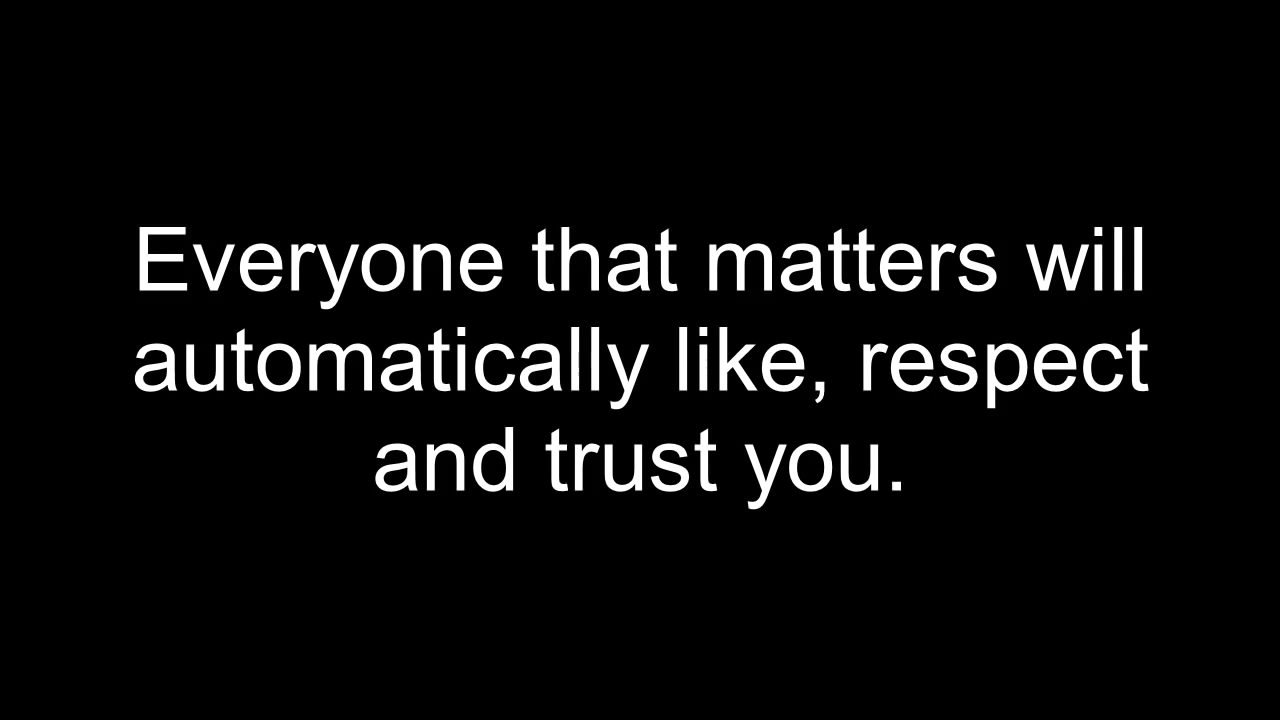 Everyone that matters will
automatically like, respect
and trust you.